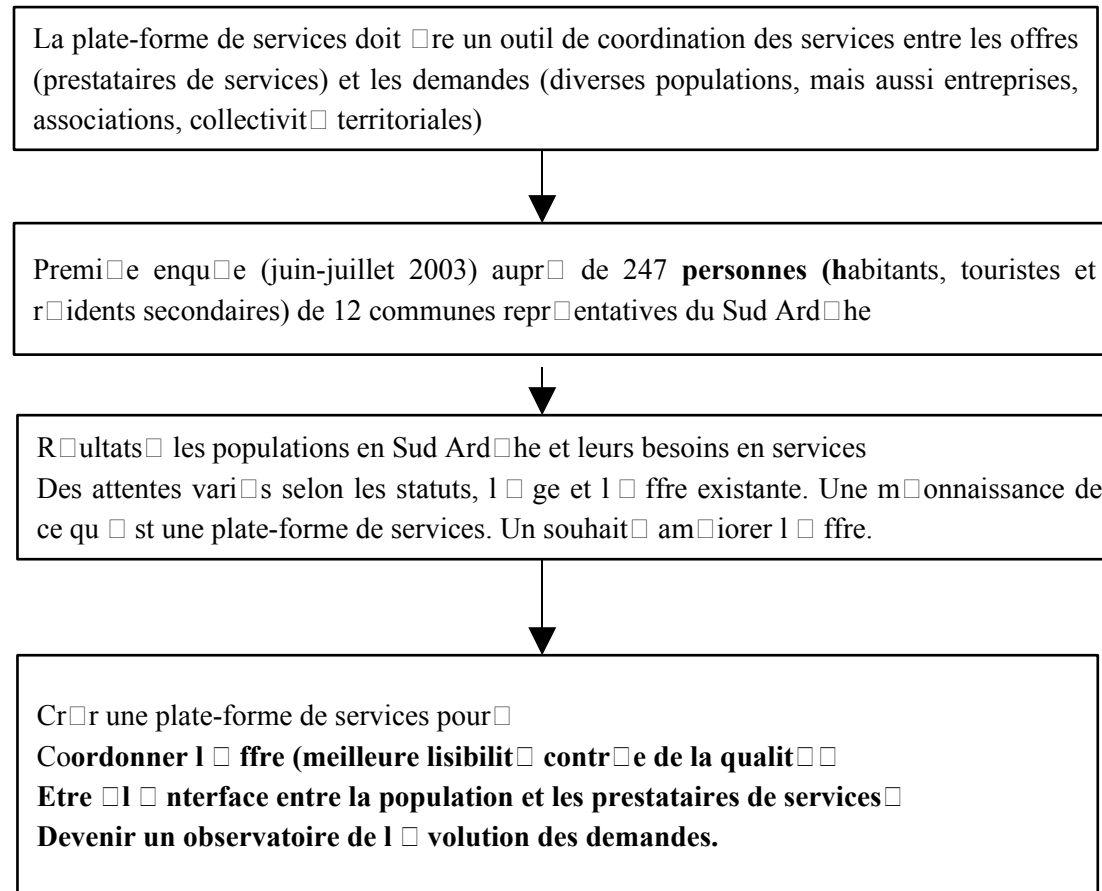 La plate-forme de services doit □re un outil de coordination des services entre les offres
(prestataires de services) et les demandes (diverses populations, mais aussi entreprises,
associations, collectivit□ territoriales)
Premi□e enqu□e (juin-juillet 2003) aupr□ de 247 personnes (habitants, touristes et
r□idents secondaires) de 12 communes repr□entatives du Sud Ard□he
R□ultats□ les populations en Sud Ard□he et leurs besoins en services
Des attentes vari□s selon les statuts, l □ ge et l □ ffre existante. Une m□onnaissance de
ce qu □ st une plate-forme de services. Un souhait□ am□iorer l □ ffre.
Cr□r une plate-forme de services pour□
Coordonner l □ ffre (meilleure lisibilit□ contr□e de la qualit□□
Etre □l □ nterface entre la population et les prestataires de services□
Devenir un observatoire de l □ volution des demandes.